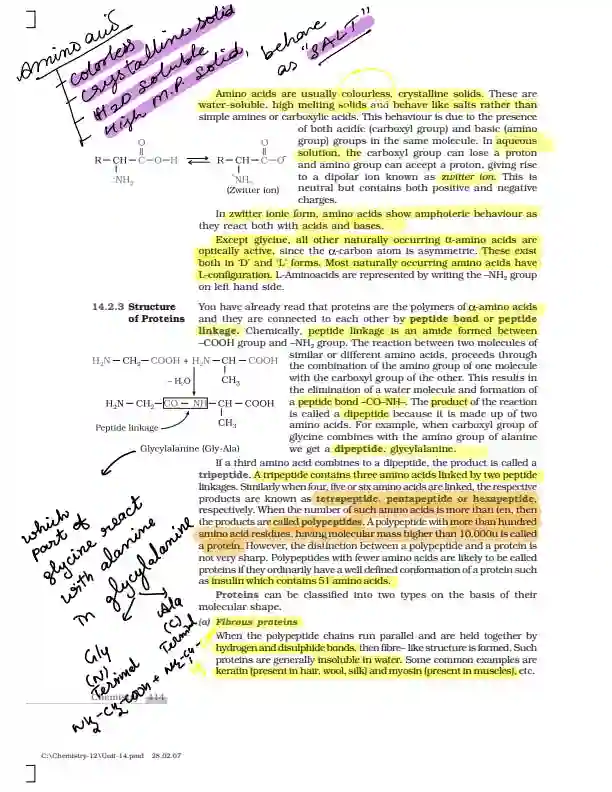 Amino acid
- colorless
- crystalline solid
- H2O soluble
- High M.P. solid, behave
as "SALT"
Amino acids are usually colourless, crystalline solids. These are
water-soluble, high melting solids and behave like salts rather than
simple amines or carboxylic acids. This behaviour is due to the presence
of both acidic (carboxyl group) and basic (amino
group) groups in the same molecule. In aqueous
solution, the carboxyl group can lose a proton
and amino group can accept a proton, giving rise
to a dipolar ion known as zwitter ion. This is
neutral but contains both positive and negative
charges.
O O
R—CH—C—O—H ⇌ R—CH—C—O⁻
:NH₂ ⁺NH₃
(Zwitter ion)
In zwitter ionic form, amino acids show amphoteric behaviour as
they react both with acids and bases.
Except glycine, all other naturally occurring α-amino acids are
optically active, since the α-carbon atom is asymmetric. These exist
both in 'D' and 'L' forms. Most naturally occurring amino acids have
L-configuration. L-Aminoacids are represented by writing the –NH₂ group
on left hand side.
14.2.3 Structure
of Proteins
You have already read that proteins are the polymers of α-amino acids
and they are connected to each other by peptide bond or peptide
linkage. Chemically, peptide linkage is an amide formed between
–COOH group and –NH₂ group. The reaction between two molecules of
similar or different amino acids, proceeds through
the combination of the amino group of one molecule
with the carboxyl group of the other. This results in
the elimination of a water molecule and formation of
a peptide bond –CO–NH–. The product of the reaction
is called a dipeptide because it is made up of two
amino acids. For example, when carboxyl group of
glycine combines with the amino group of alanine
we get a dipeptide, glycylalanine.
H₂N—CH₂—COOH + H₂N—CH—COOH
– H₂O CH₃
H₂N—CH₂—CO—NH—CH—COOH
CH₃
Peptide linkage
Glycylalanine (Gly-Ala)
If a third amino acid combines to a dipeptide, the product is called a
tripeptide. A tripeptide contains three amino acids linked by two peptide
linkages. Similarly when four, five or six amino acids are linked, the respective
products are known as tetrapeptide, pentapeptide or hexapeptide,
respectively. When the number of such amino acids is more than ten, then
the products are called polypeptides. A polypeptide with more than hundred
amino acid residues, having molecular mass higher than 10,000u is called
a protein. However, the distinction between a polypeptide and a protein is
not very sharp. Polypeptides with fewer amino acids are likely to be called
proteins if they ordinarily have a well defined conformation of a protein such
as insulin which contains 51 amino acids.
Proteins can be classified into two types on the basis of their
molecular shape.
(a) Fibrous proteins
When the polypeptide chains run parallel and are held together by
hydrogen and disulphide bonds, then fibre– like structure is formed. Such
proteins are generally insoluble in water. Some common examples are
keratin (present in hair, wool, silk) and myosin (present in muscles), etc.
which
part of
glycine react
with alanine
in glycylalanine
Gly
(N)
Terminal
Ala
(C)
Terminal
NH₂-CH₂-COOH + NH₂-CH-
Chemistry 414
C:\Chemistry-12\Unit-14.pmd 28.02.07